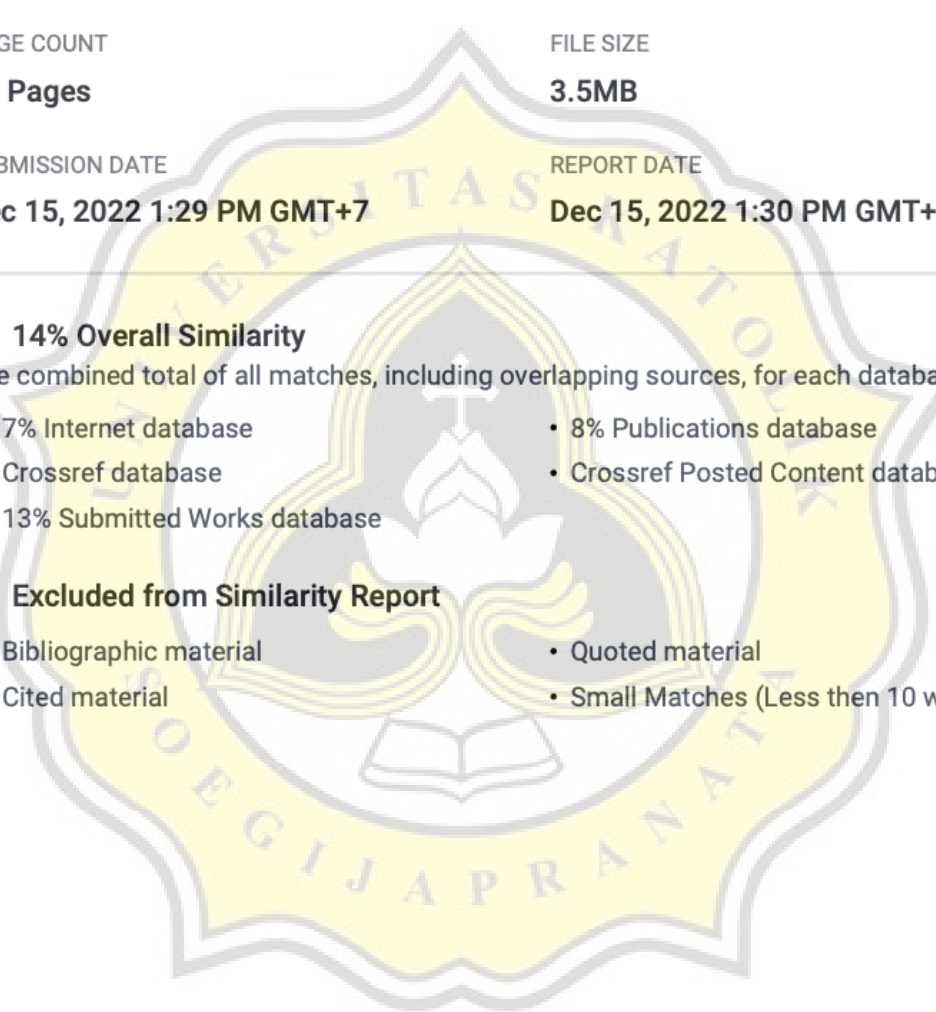 GE COUNT
FILE SIZE
Pages
3.5MB
BMISSION DATE
REPORT DATE
c 15, 2022 1:29 PM GMT+7
Dec 15, 2022 1:30 PM GMT+
14% Overall Similarity
e combined total of all matches, including overlapping sources, for each databa
7% Internet database
• 8% Publications database
Crossref database
• Crossref Posted Content datab
13% Submitted Works database
Excluded from Similarity Report
Bibliographic material
• Quoted material
Cited material
• Small Matches (Less then 10 w
UNIVERSITAS KATOLIK
SOEGIJAPRANATA